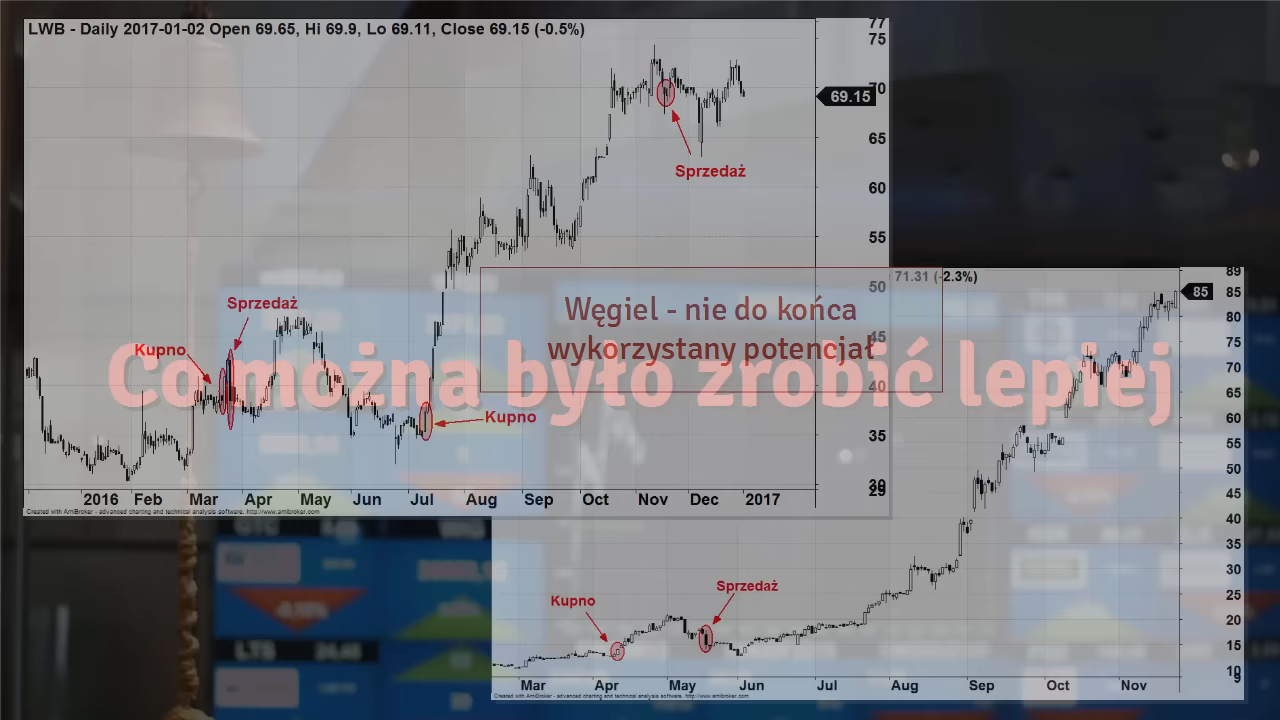 LWB - Daily 2017-01-02 Open 69.65, Hi 69.9, Lo 69.11, Close 69.15 (-0.5%)
77
75
70
69.15
65
60
55
50
45
40
35
30
29
Sprzedaż
Sprzedaż
Kupno
Kupno
2016 Feb Mar Apr May Jun Jul Aug Sep Oct Nov Dec 2017
Created with AmiBroker - advanced charting and technical analysis software. http://www.amibroker.com
Węgiel - nie do końca
wykorzystany potencjał
Co można było zrobić lepiej
71.31 (-2.3%)
89
85
85
80
75
70
65
60
55
50
45
40
35
30
25
20
15
10
9
Kupno
Sprzedaż
Mar Apr May Jun Jul Aug Sep Oct Nov
Created with AmiBroker - advanced charting and technical analysis software. http://www.amibroker.com
LTS